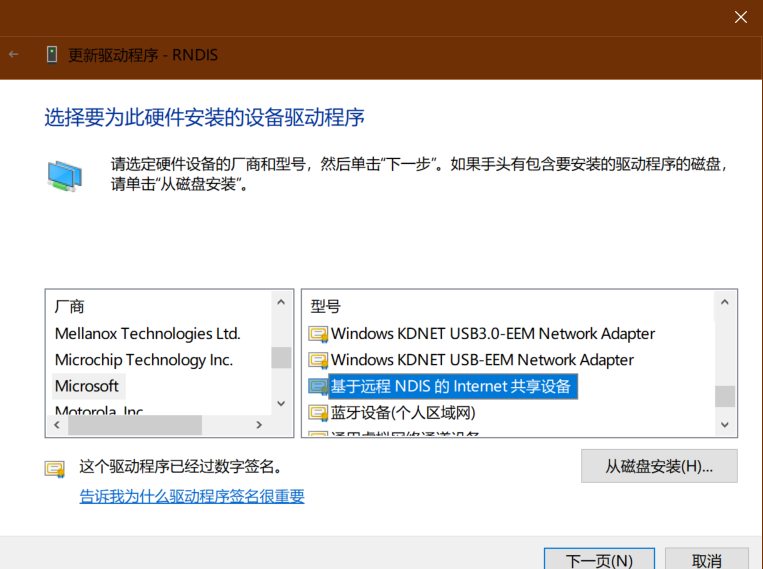 更新驱动程序 - RNDIS
选择要为此硬件安装的设备驱动程序
请选定硬件设备的厂商和型号，然后单击“下一步”。如果手头有包含要安装的驱动程序的磁盘，
请单击“从磁盘安装”。
厂商
Mellanox Technologies Ltd.
Microchip Technology Inc.
Microsoft
Motorola, Inc.
型号
Windows KDNET USB3.0-EEM Network Adapter
Windows KDNET USB-EEM Network Adapter
基于远程 NDIS 的 Internet 共享设备
蓝牙设备(个人区域网)
这个驱动程序已经过数字签名。
告诉我为什么驱动程序签名很重要
从磁盘安装(H)...
下一页(N)
取消